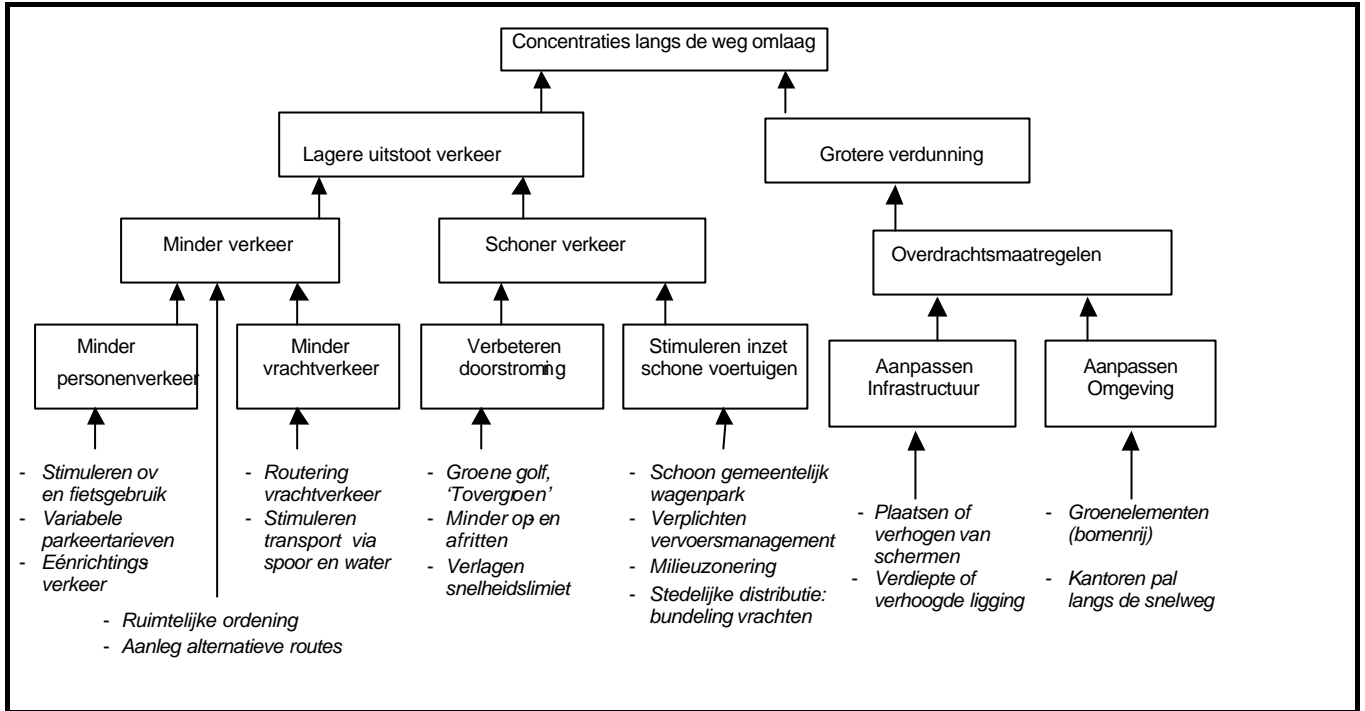 Concentraties langs de weg omlaag
Lagere uitstoot verkeer
Grotere verdunning
Minder verkeer
Schoner verkeer
Overdrachtsmaatregelen
Minder
personenverkeer
Minder
vrachtverkeer
Verbeteren
doorstroming
Stimuleren inzet
schone voertuigen
Aanpassen
Infrastructuur
Aanpassen
Omgeving
- Stimuleren ov
en fietsgebruik
- Variabele
parkeertarieven
- Eénrichtings-
verkeer
- Ruimtelijke ordening
- Aanleg alternatieve routes
- Routering
vrachtverkeer
- Stimuleren
transport via
spoor en water
- Groene golf,
‘Tovergroen’
- Minder op- en
afritten
- Verlagen
snelheidslimiet
- Schoon gemeentelijk
wagenpark
- Verplichten
vervoersmanagement
- Milieuzonering
- Stedelijke distributie:
bundeling vrachten
- Plaatsen of
verhogen van
schermen
- Verdiepte of
verhoogde ligging
- Groenelementen
(bomenrij)
- Kantoren pal
langs de snelweg